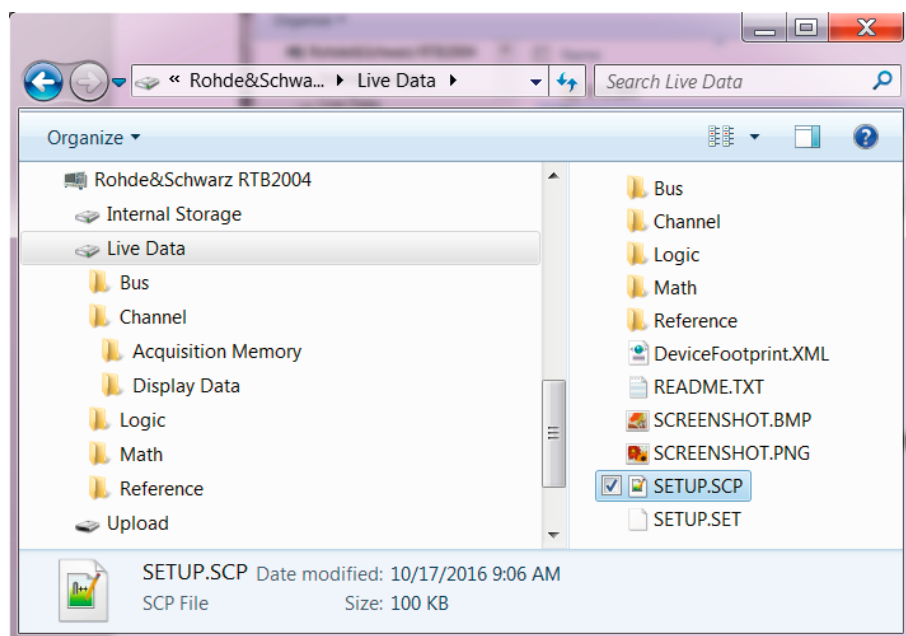 « Rohde&Schwa... Live Data
Search Live Data
Organize
Rohde&Schwarz RTB2004
Internal Storage
Live Data
Bus
Channel
Acquisition Memory
Display Data
Logic
Math
Reference
Upload
Bus
Channel
Logic
Math
Reference
DeviceFootprint.XML
README.TXT
SCREENSHOT.BMP
SCREENSHOT.PNG
SETUP.SCP
SETUP.SET
SETUP.SCP Date modified: 10/17/2016 9:06 AM
SCP File Size: 100 KB